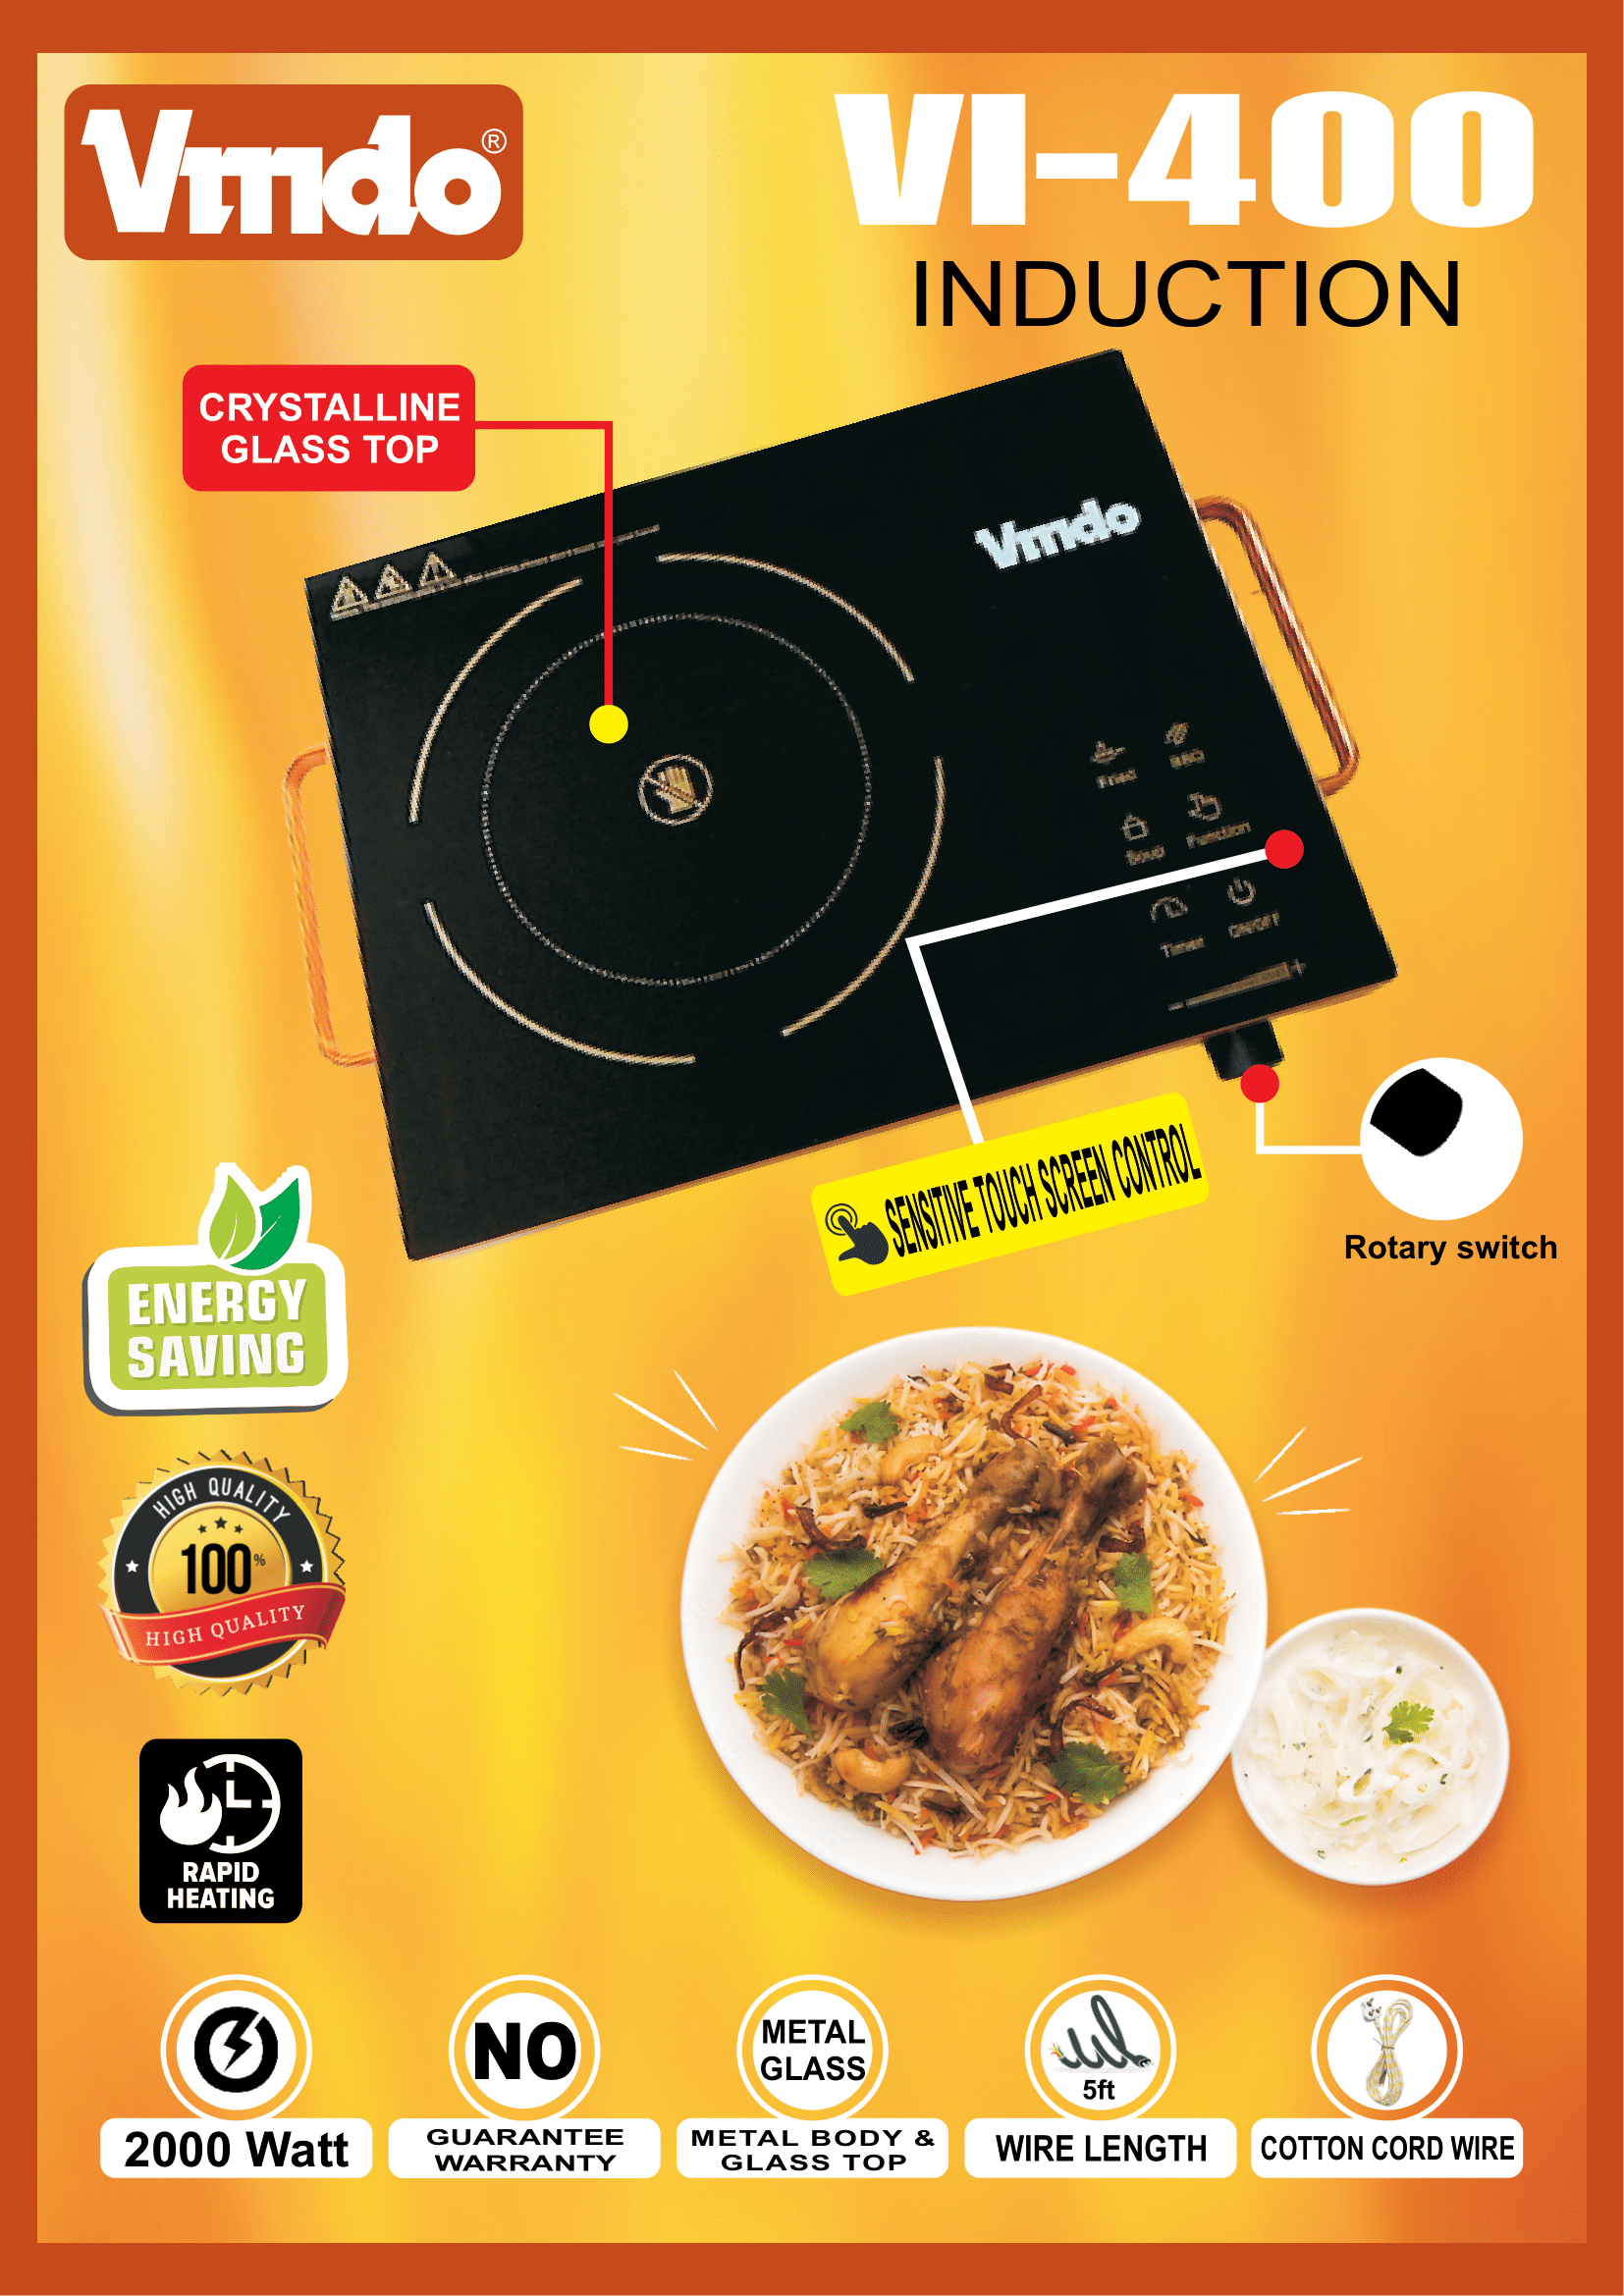 Vmdo®
VI-400
INDUCTION
CRYSTALLINE
GLASS TOP
Vmdo
Fried
BBQ
Soup
Function
Timer
ON/OFF
- +
SENSITIVE TOUCH SCREEN CONTROL
Rotary switch
ENERGY
SAVING
HIGH QUALITY
100%
HIGH QUALITY
RAPID
HEATING
2000 Watt
NO
GUARANTEE
WARRANTY
METAL
GLASS
METAL BODY &
GLASS TOP
5ft
WIRE LENGTH
COTTON CORD WIRE